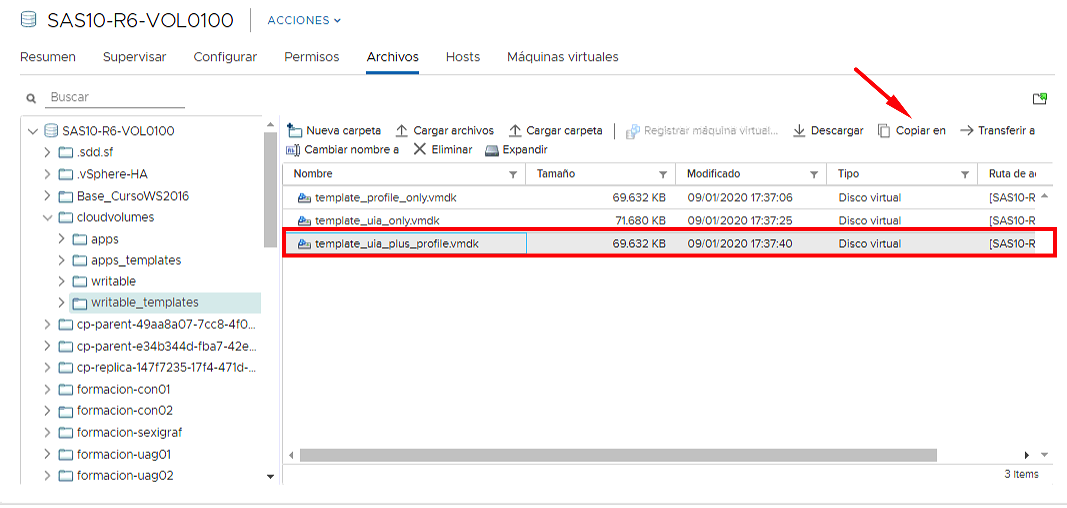 SAS10-R6-VOL0100 ACCIONES
Resumen Supervisar Configurar Permisos Archivos Hosts Máquinas virtuales
Buscar
SAS10-R6-VOL0100
.sdd.sf
.vSphere-HA
Base_CursoWS2016
cloudvolumes
apps
apps_templates
writable
writable_templates
cp-parent-49aa8a07-7cc8-4f0...
cp-parent-e34b344d-fba7-42e...
cp-replica-147f7235-17f4-471d-...
formacion-con01
formacion-con02
formacion-sexigraf
formacion-uag01
formacion-uag02
Nueva carpeta Cargar archivos Cargar carpeta Registrar máquina virtual... Descargar Copiar en Transferir a
Cambiar nombre a Eliminar Expandir
Nombre Tamaño Modificado Tipo Ruta de ac
template_profile_only.vmdk 69.632 KB 09/01/2020 17:37:06 Disco virtual [SAS10-R
template_uia_only.vmdk 71.680 KB 09/01/2020 17:37:25 Disco virtual [SAS10-R
template_uia_plus_profile.vmdk 69.632 KB 09/01/2020 17:37:40 Disco virtual [SAS10-R
3 Items